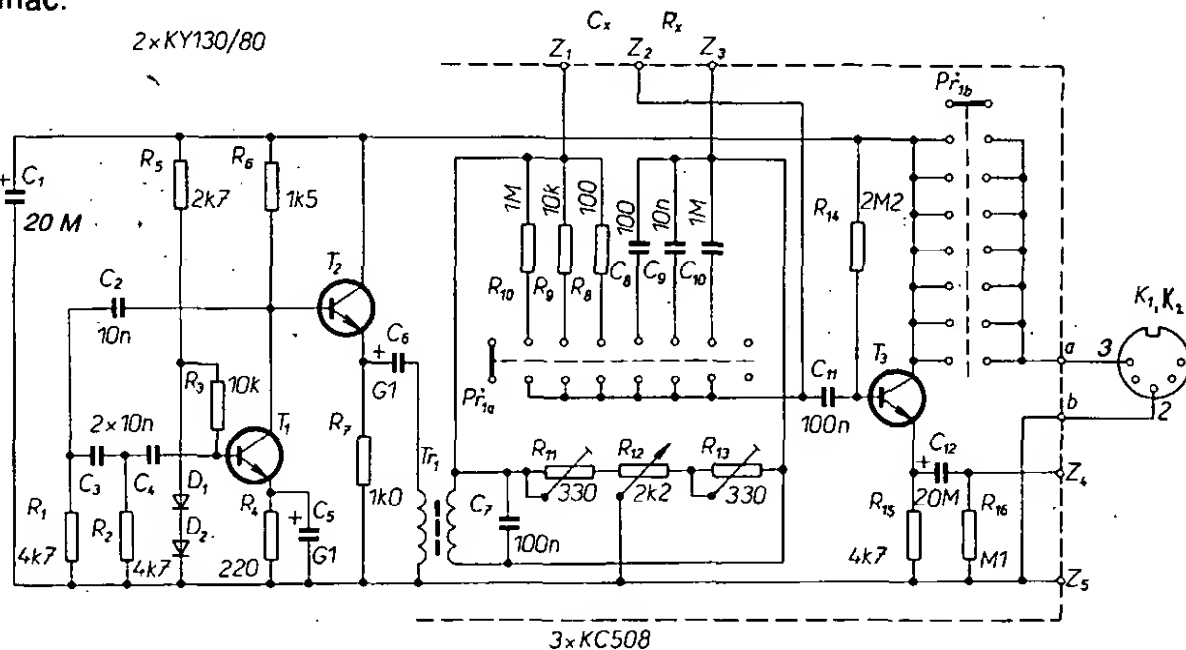 2×KY130/80
Cx Rx
Z1 Z2 Z3
Př1b
+ C1
20 M
R5
2k7
R6
1k5
C2
10n
T2
+ C6
G1
R3
10k
T1
2×10n
C3 C4
R1
4k7
R2
4k7
D1
D2
R4
220
+ C5
G1
R7
1k0
Tr1
1M 10k 100 100 10n 1M
R10 R9 R8 C8 C9 C10
Př1a
R11
330
R12
2k2
R13
330
C7
100n
R14
2M2
C11
100n
T3
+ C12
20M
R15
4k7
R16
M1
K1, K2
a 3
b 2
Z4
Z5
3×KC508